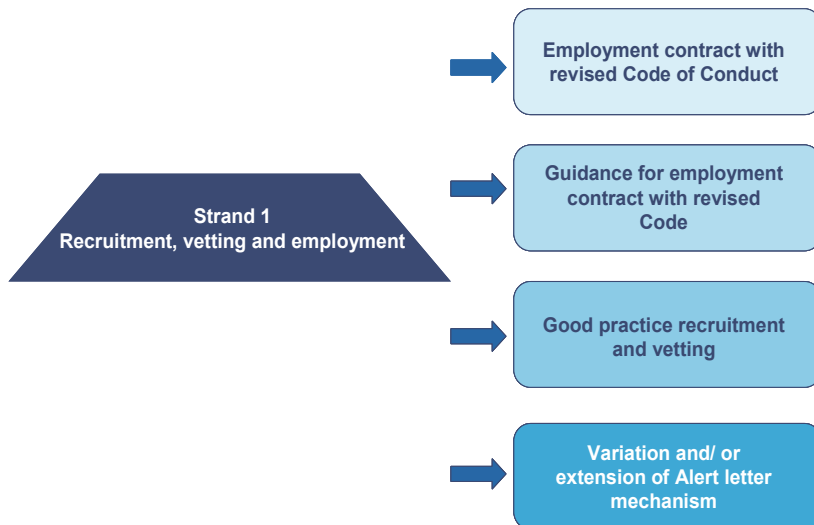 Employment contract with
revised Code of Conduct
Guidance for employment
contract with revised
Code
Strand 1
Recruitment, vetting and employment
Good practice recruitment
and vetting
Variation and/ or
extension of Alert letter
mechanism